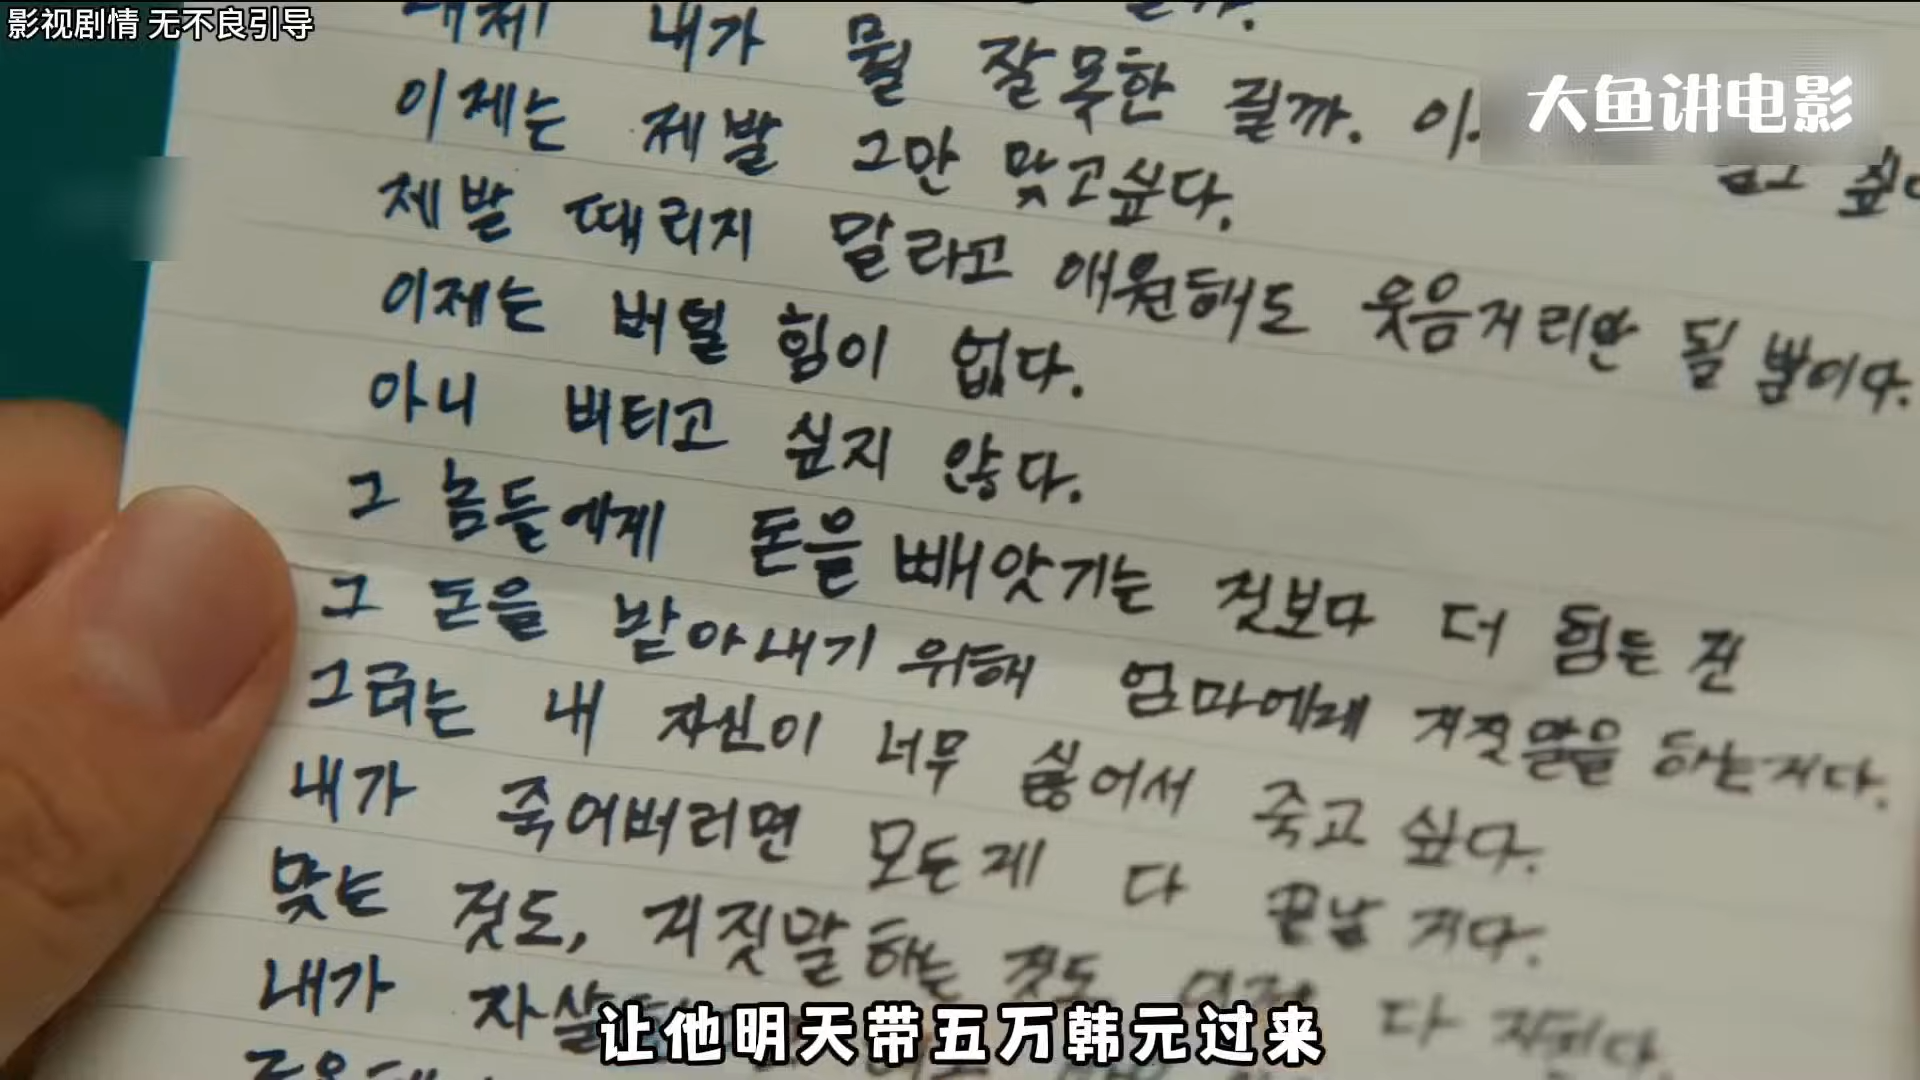 影视剧情 无不良引导
大鱼讲电影
내가 뭘 잘못한 걸까.
이제는 제발 그만 맞고싶다.
제발 때리지 말라고 애원해도 웃음거리만 될 뿐이다.
이제는 버틸 힘이 없다.
아니 버티고 싶지 않다.
그 놈들에게 돈을 빼앗기는 것보다 더 힘든 건
그 돈을 받아내기 위해 엄마에게 거짓말을 하는거다.
그러는 내 자신이 너무 싫어서 죽고 싶다.
내가 죽어버리면 모든게 다 끝날 거다.
맞는 것도, 거짓말 하는 것도 다
내가
让他明天带五万韩元过来